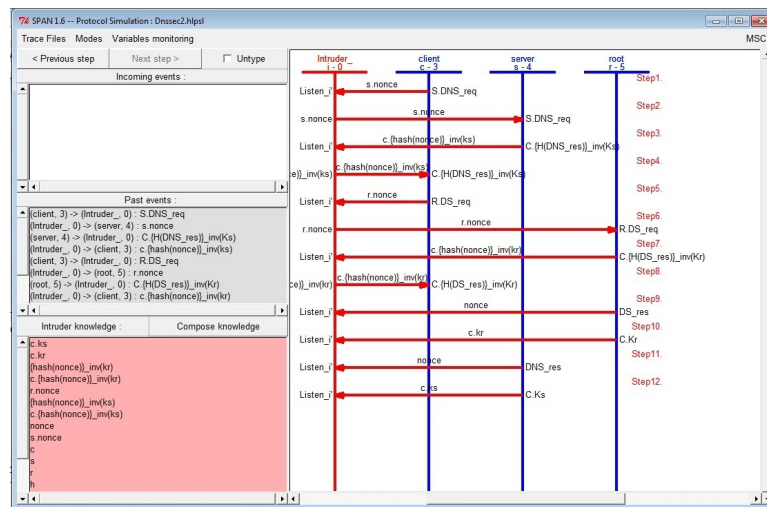 SPAN 1.6 -- Protocol Simulation : Dnssec2.hlpsl
Trace Files Modes Variables monitoring MSC
< Previous step Next step > Untype
Incoming events :
Past events :
(client, 3) -> (Intruder_, 0) : S.DNS_req
(Intruder_, 0) -> (server, 4) : s.nonce
(server, 4) -> (Intruder_, 0) : C.{H(DNS_res)}_inv(Ks)
(Intruder_, 0) -> (client, 3) : c.{hash(nonce)}_inv(ks)
(client, 3) -> (Intruder_, 0) : R.DS_req
(Intruder_, 0) -> (root, 5) : r.nonce
(root, 5) -> (Intruder_, 0) : C.{H(DS_res)}_inv(Kr)
(Intruder_, 0) -> (client, 3) : c.{hash(nonce)}_inv(kr)
Intruder knowledge : Compose knowledge
c.ks
c.kr
{hash(nonce)}_inv(kr)
c.{hash(nonce)}_inv(kr)
r.nonce
{hash(nonce)}_inv(ks)
c.{hash(nonce)}_inv(ks)
nonce
s.nonce
c
s
r
h
Intruder_ client server root
i - 0 c - 3 s - 4 r - 5
Step1.
s.nonce
Listen_i' S.DNS_req
Step2.
s.nonce
s.nonce S.DNS_req
Step3.
c.{hash(nonce)}_inv(ks)
Listen_i' C.{H(DNS_res)}_inv(Ks)
Step4.
c.{hash(nonce)}_inv(ks)
e)}_inv(ks) C.{H(DNS_res)}_inv(Ks)
Step5.
r.nonce
Listen_i' R.DS_req
Step6.
r.nonce
r.nonce R.DS_req
Step7.
c.{hash(nonce)}_inv(kr)
Listen_i' C.{H(DS_res)}_inv(Kr)
Step8.
c.{hash(nonce)}_inv(kr)
ce)}_inv(kr) C.{H(DS_res)}_inv(Kr)
Step9.
nonce
Listen_i' DS_res
Step10.
c.kr
Listen_i' C.Kr
Step11.
nonce
Listen_i' DNS_res
Step12.
c.ks
Listen_i' C.Ks